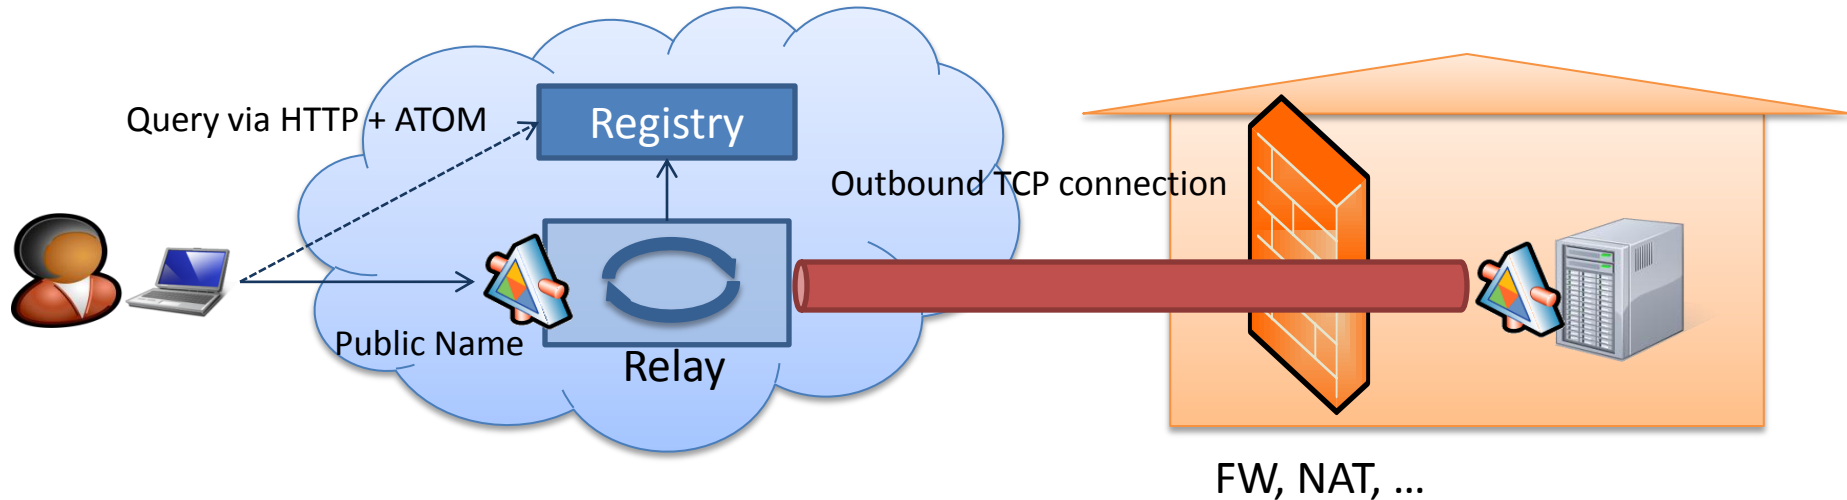 Query via HTTP + ATOM
Registry
Outbound TCP connection
Public Name
Relay
FW, NAT, ...